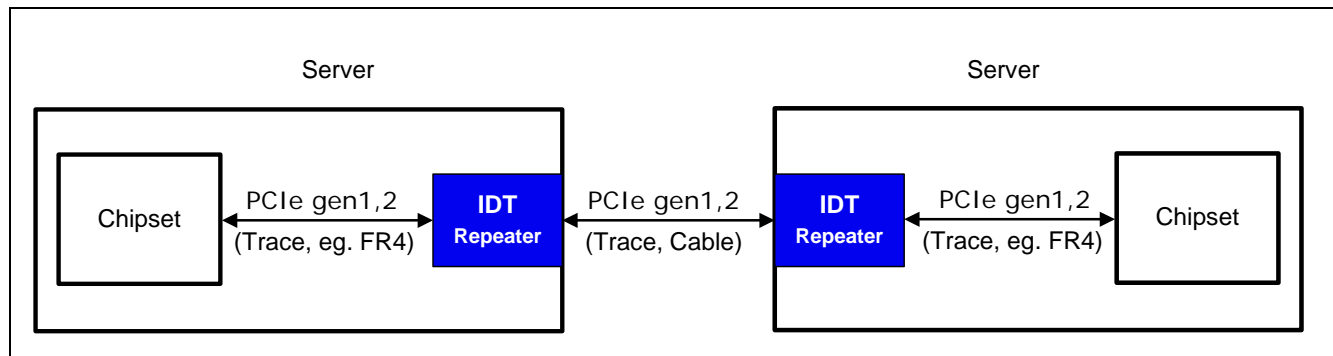 Server
Server
Chipset
PCIe gen1,2
(Trace, eg. FR4)
IDT
Repeater
PCIe gen1,2
(Trace, Cable)
IDT
Repeater
PCIe gen1,2
(Trace, eg. FR4)
Chipset